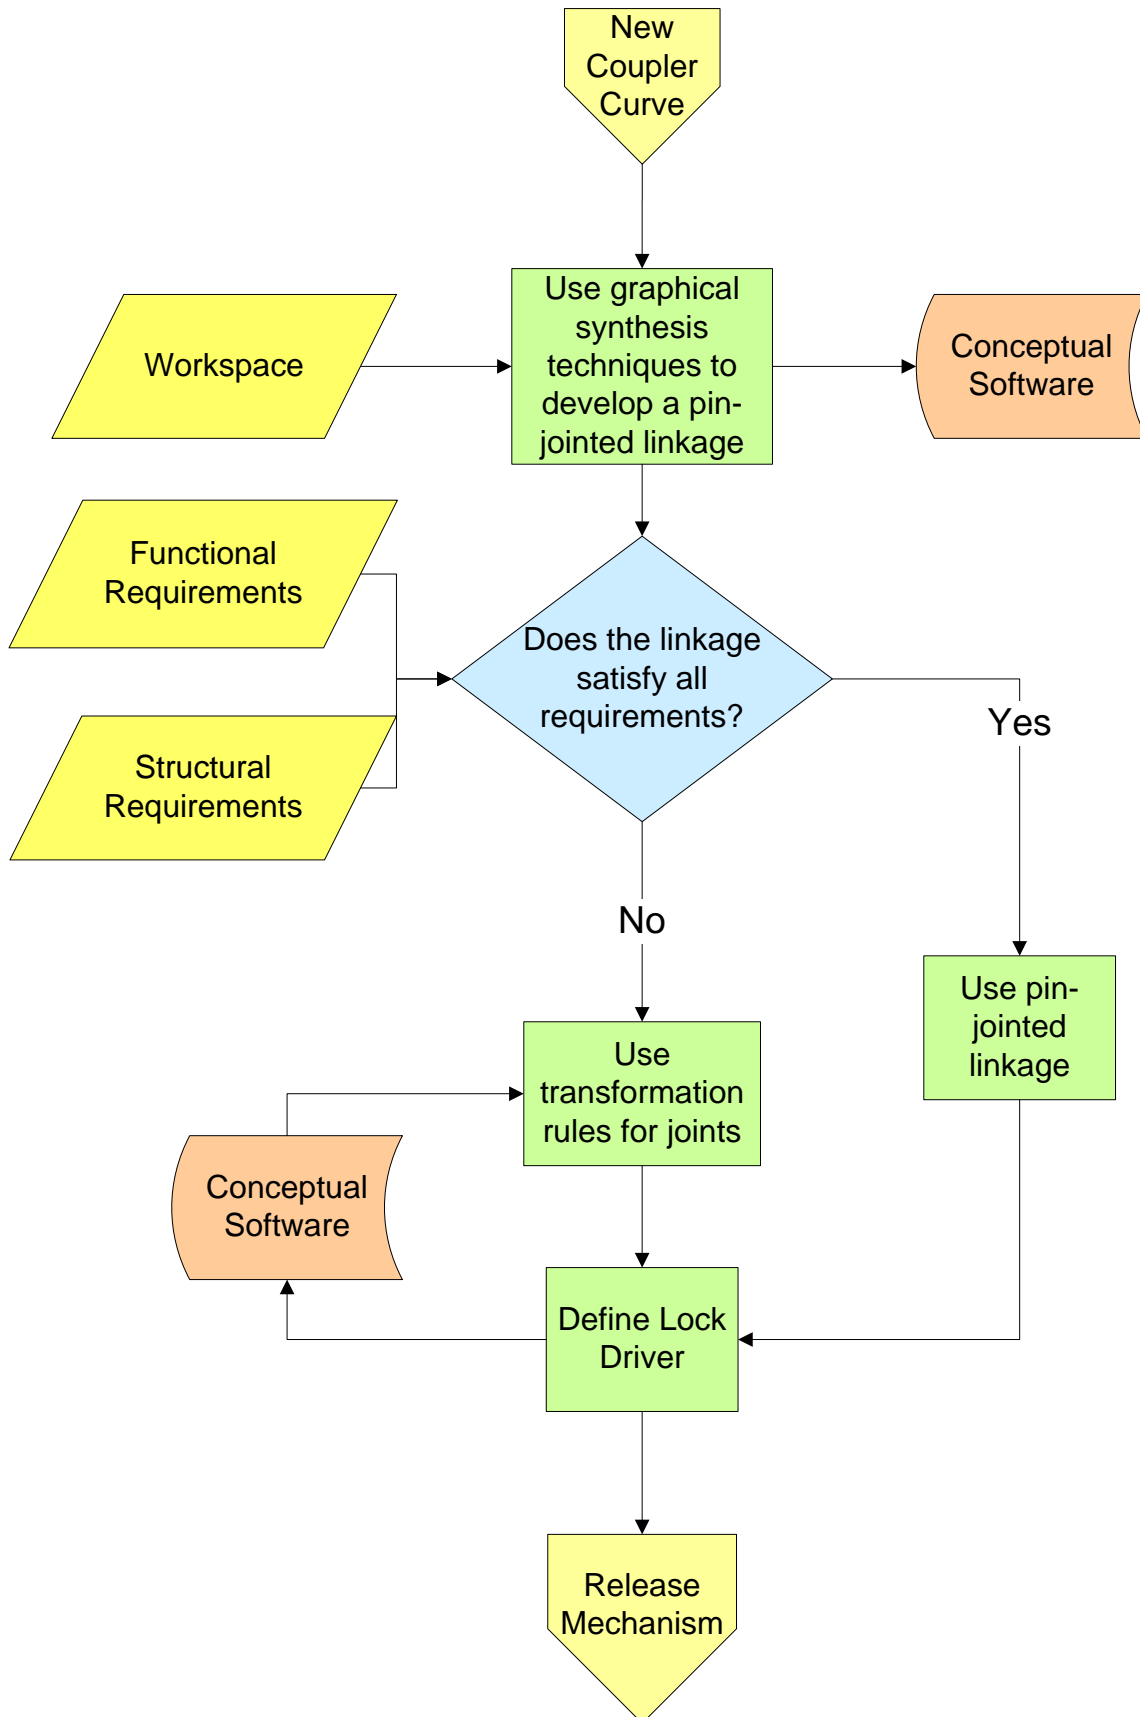 New
Coupler
Curve
Use graphical
synthesis
techniques to
develop a pin-
jointed linkage
Workspace
Conceptual
Software
Functional
Requirements
Does the linkage
satisfy all
requirements?
Yes
Structural
Requirements
No
Use pin-
jointed
linkage
Use
transformation
rules for joints
Conceptual
Software
Define Lock
Driver
Release
Mechanism